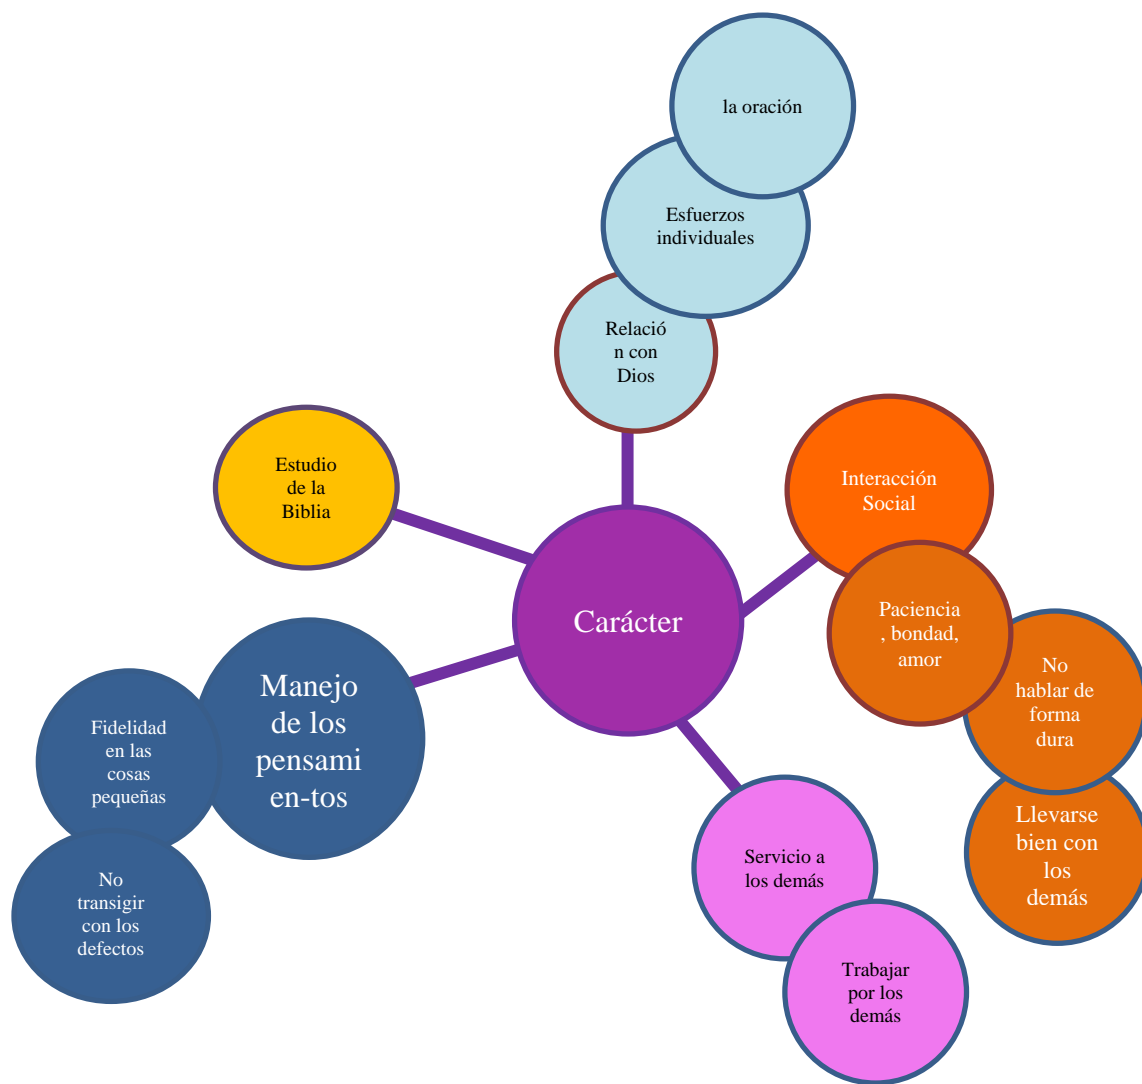 la oración
Esfuerzos
individuales
Relació
n con
Dios
Estudio
de la
Biblia
Interacción
Social
Carácter
Paciencia
, bondad,
amor
No
hablar de
forma
dura
Llevarse
bien con
los
demás
Manejo
de los
pensami
en-tos
Fidelidad
en las
cosas
pequeñas
No
transigir
con los
defectos
Servicio a
los demás
Trabajar
por los
demás